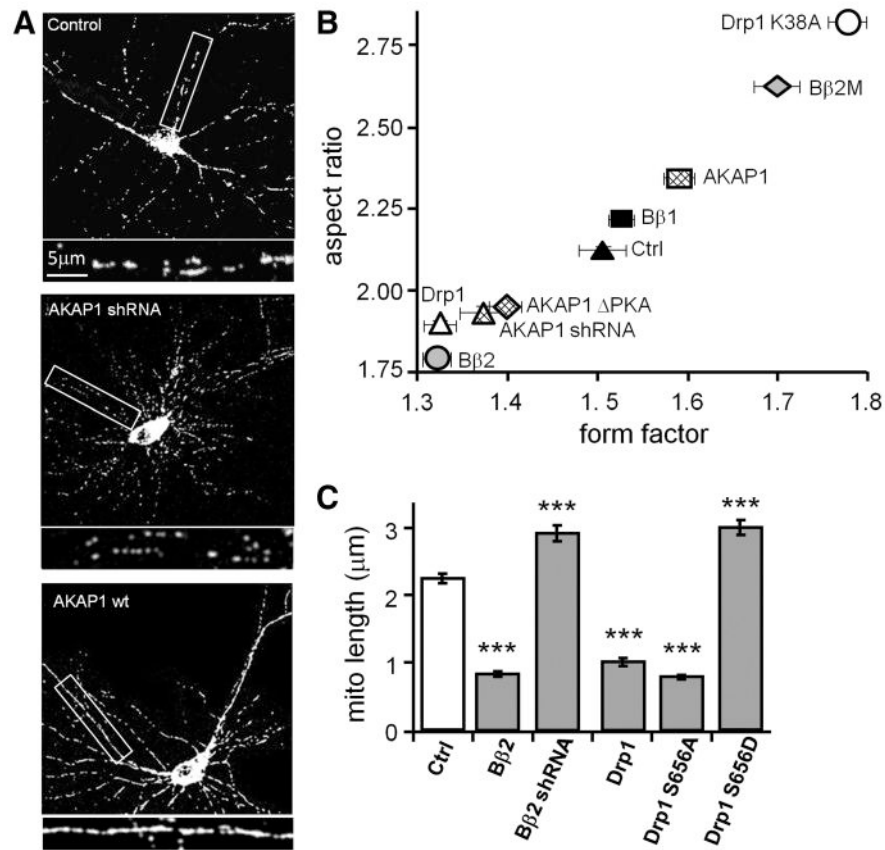 A
Control
5μm
AKAP1 shRNA
AKAP1 wt
B
aspect ratio
2.75
2.50
2.25
2.00
1.75
Drp1 K38A
Bβ2M
AKAP1
Bβ1
Ctrl
Drp1
AKAP1 ΔPKA
AKAP1 shRNA
Bβ2
1.3 1.4 1.5 1.6 1.7 1.8
form factor
C
mito length (μm)
3
2
1
0
***
***
***
***
***
Ctrl
Bβ2
Bβ2 shRNA
Drp1
Drp1 S656A
Drp1 S656D